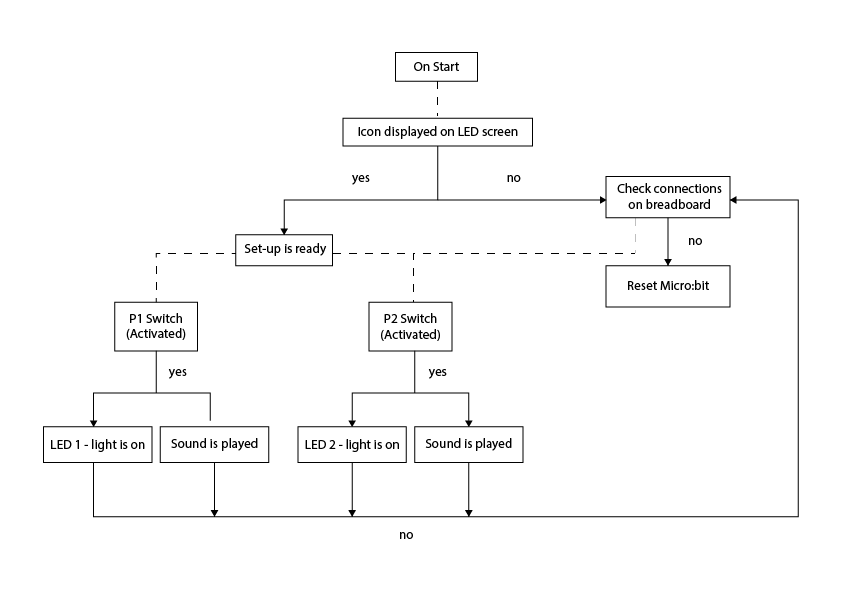 On Start
Icon displayed on LED screen
yes
no
Check connections
on breadboard
Set-up is ready
no
Reset Micro:bit
P1 Switch
(Activated)
P2 Switch
(Activated)
yes
yes
LED 1 - light is on
Sound is played
LED 2 - light is on
Sound is played
no